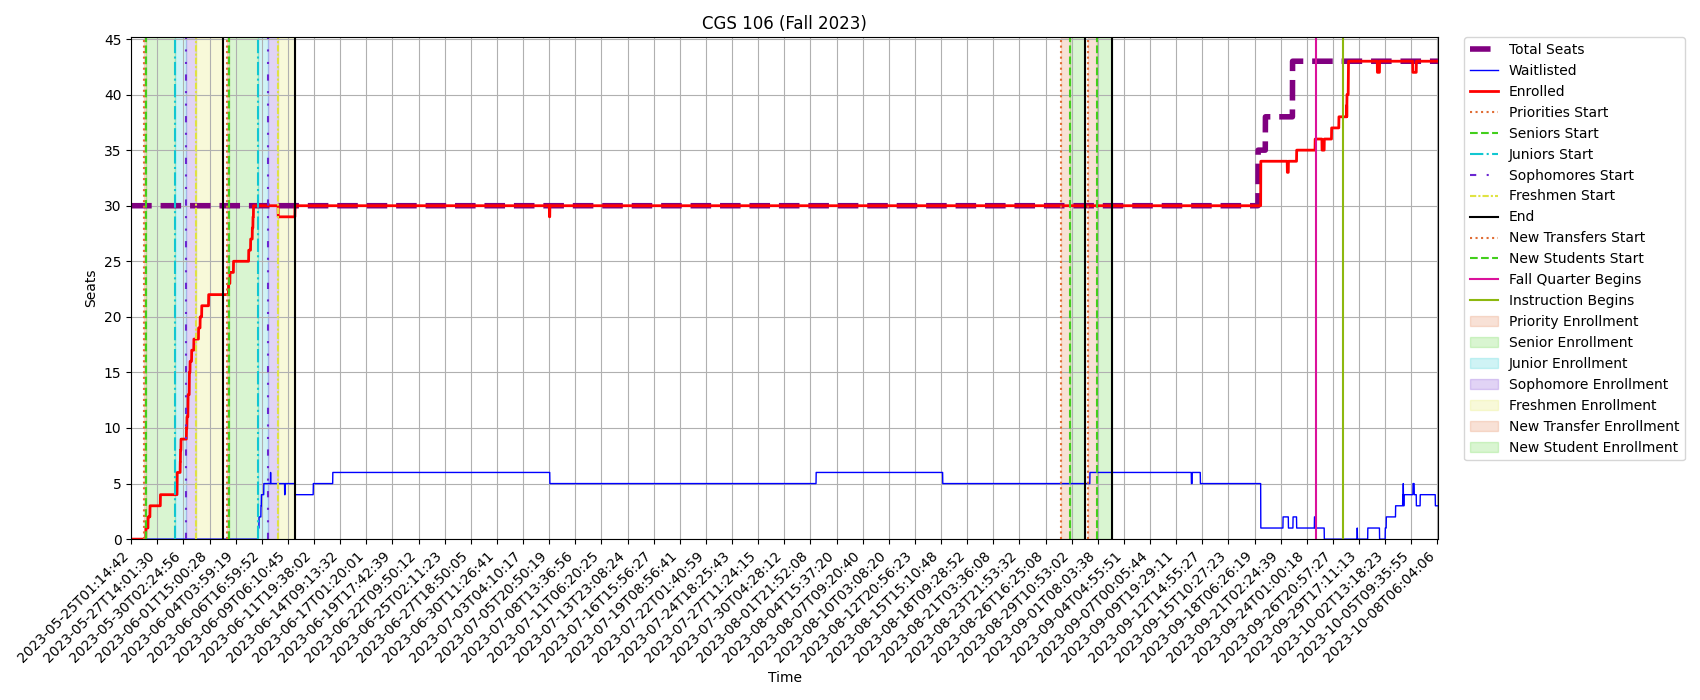 CGS 106 (Fall 2023)
45
40
35
30
25
20
15
10
5
0
Seats
2023-05-25T01:14:42
2023-05-27T14:01:30
2023-05-30T02:24:56
2023-06-01T15:00:28
2023-06-04T03:59:19
2023-06-06T16:59:52
2023-06-09T06:10:45
2023-06-11T19:38:02
2023-06-14T09:13:32
2023-06-17T01:20:01
2023-06-19T17:42:39
2023-06-22T09:50:12
2023-06-25T02:11:23
2023-06-27T18:50:05
2023-06-30T11:26:41
2023-07-03T04:10:17
2023-07-05T20:50:19
2023-07-08T13:36:56
2023-07-11T06:20:25
2023-07-13T23:08:24
2023-07-16T15:56:27
2023-07-19T08:56:41
2023-07-22T01:40:59
2023-07-24T18:25:43
2023-07-27T11:24:15
2023-07-30T04:28:12
2023-08-01T21:52:08
2023-08-04T15:37:20
2023-08-07T09:20:40
2023-08-10T03:08:20
2023-08-12T20:56:23
2023-08-15T15:10:48
2023-08-18T09:28:52
2023-08-21T03:36:08
2023-08-23T21:53:32
2023-08-26T16:25:08
2023-08-29T10:53:02
2023-09-01T08:03:38
2023-09-04T04:55:51
2023-09-07T00:05:44
2023-09-09T19:29:11
2023-09-12T14:55:27
2023-09-15T10:27:23
2023-09-18T06:26:19
2023-09-21T02:24:39
2023-09-24T01:00:18
2023-09-26T20:57:27
2023-09-29T17:11:13
2023-10-02T13:18:23
2023-10-05T09:35:55
2023-10-08T06:04:06
Time
Total Seats
Waitlisted
Enrolled
Priorities Start
Seniors Start
Juniors Start
Sophomores Start
Freshmen Start
End
New Transfers Start
New Students Start
Fall Quarter Begins
Instruction Begins
Priority Enrollment
Senior Enrollment
Junior Enrollment
Sophomore Enrollment
Freshmen Enrollment
New Transfer Enrollment
New Student Enrollment